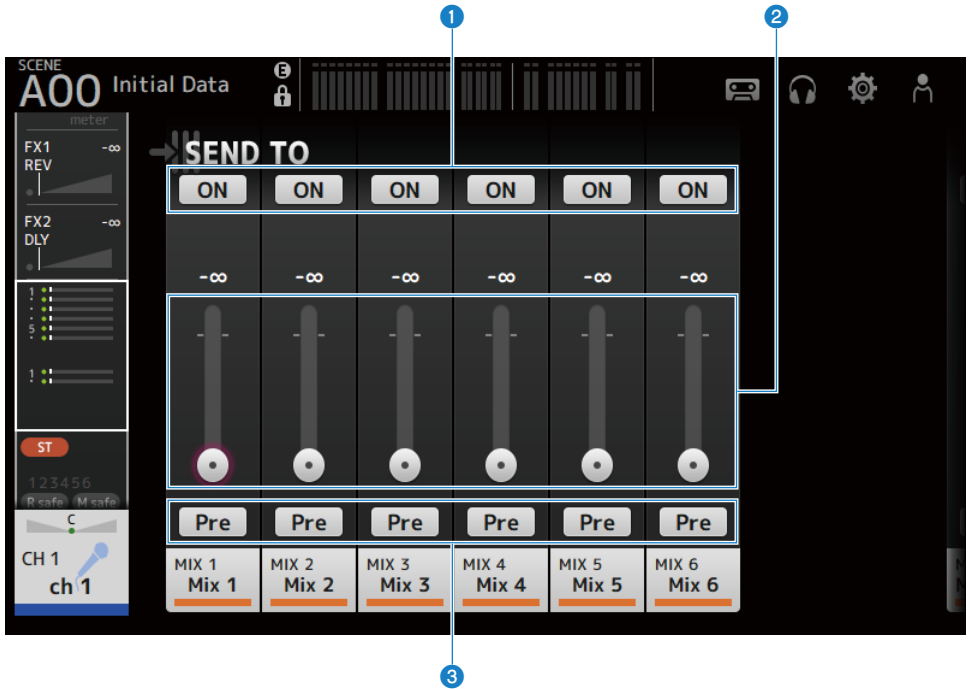 1
2
SCENE
A00 Initial Data
E
meter
FX1 -∞
REV
FX2 -∞
DLY
1
5
1
ST
123456
R safe M safe
C
CH 1
ch 1
SEND TO
ON ON ON ON ON ON
-∞ -∞ -∞ -∞ -∞ -∞
Pre Pre Pre Pre Pre Pre
MIX 1 MIX 2 MIX 3 MIX 4 MIX 5 MIX 6
Mix 1 Mix 2 Mix 3 Mix 4 Mix 5 Mix 6
3